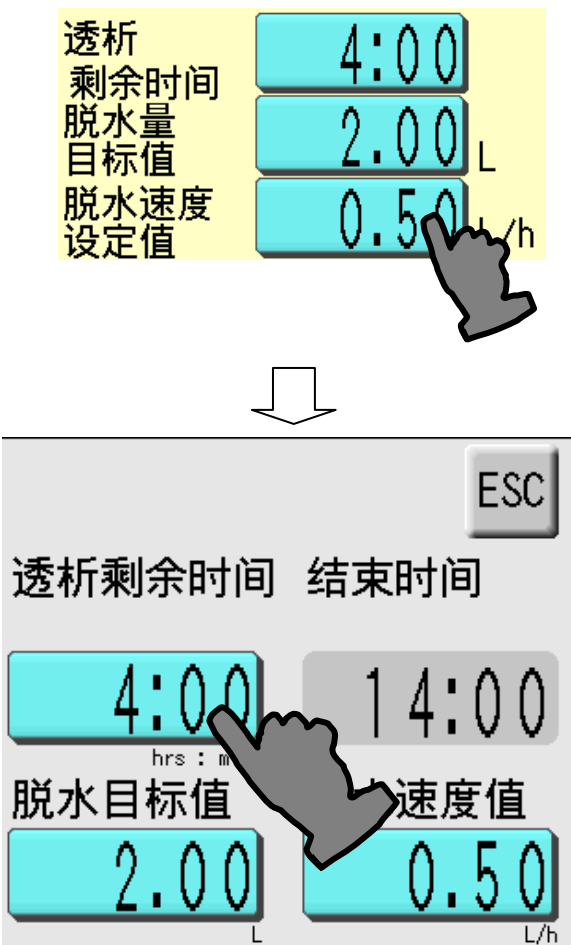 透析
剩余时间
4:00
脱水量
目标值
2.00 L
脱水速度
设定值
0.50 L/h
ESC
透析剩余时间 结束时间
4:00 14:00
hrs : m
脱水目标值 速度值
2.00 0.50
L L/h